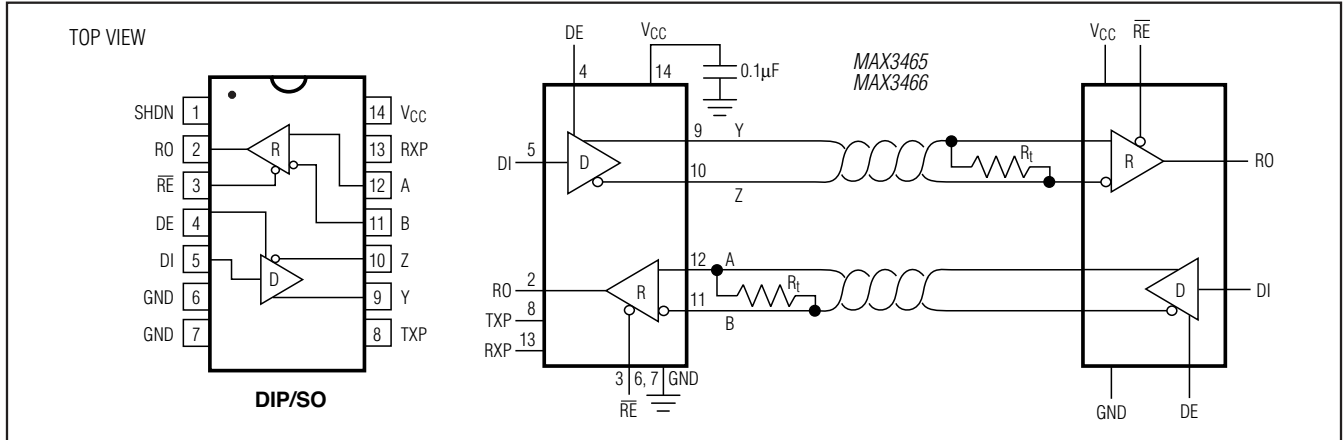 TOP VIEW
SHDN 1
RO 2
RE 3
DE 4
DI 5
GND 6
GND 7
14 VCC
13 RXP
12 A
11 B
10 Z
9 Y
8 TXP
R
D
DIP/SO
DE
4
VCC
14
0.1µF
MAX3465
MAX3466
VCC
RE
DI 5
D
9 Y
10
Z
Rt
R
RO
RO 2
TXP 8
RXP 13
R
12 A
11
B
Rt
D
DI
3
RE
6, 7 GND
GND
DE